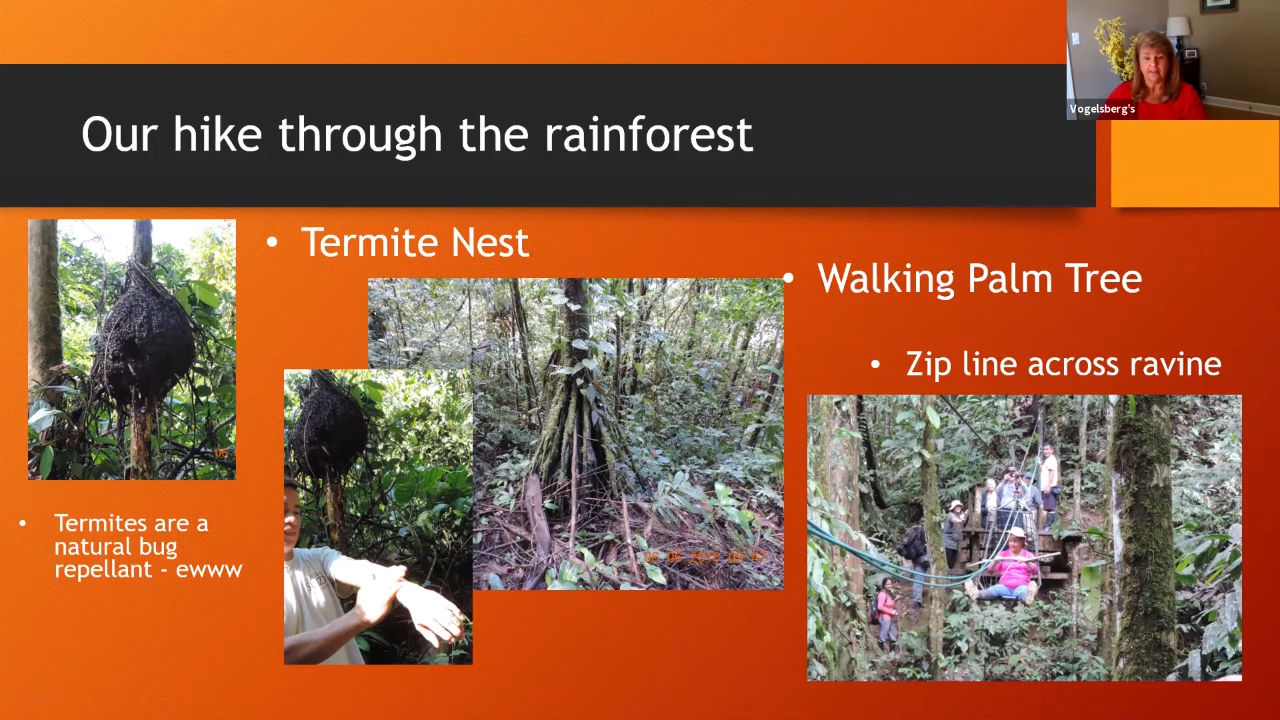 Vogelsberg's
Our hike through the rainforest
• Termite Nest
• Walking Palm Tree
• Zip line across ravine
• Termites are a
natural bug
repellant - ewww